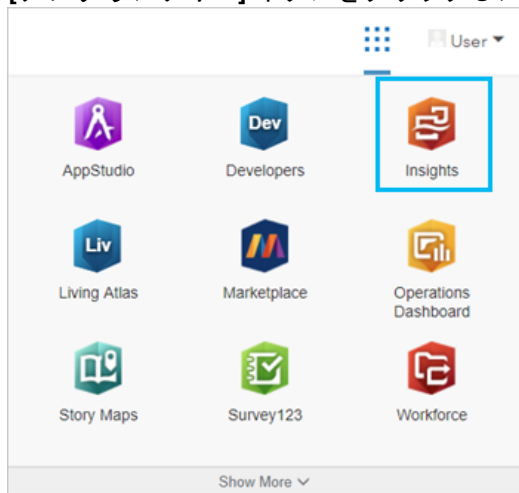 User
AppStudio
Dev
Developers
Insights
Liv
Living Atlas
Marketplace
Operations
Dashboard
Story Maps
Survey123
Workforce
Show More